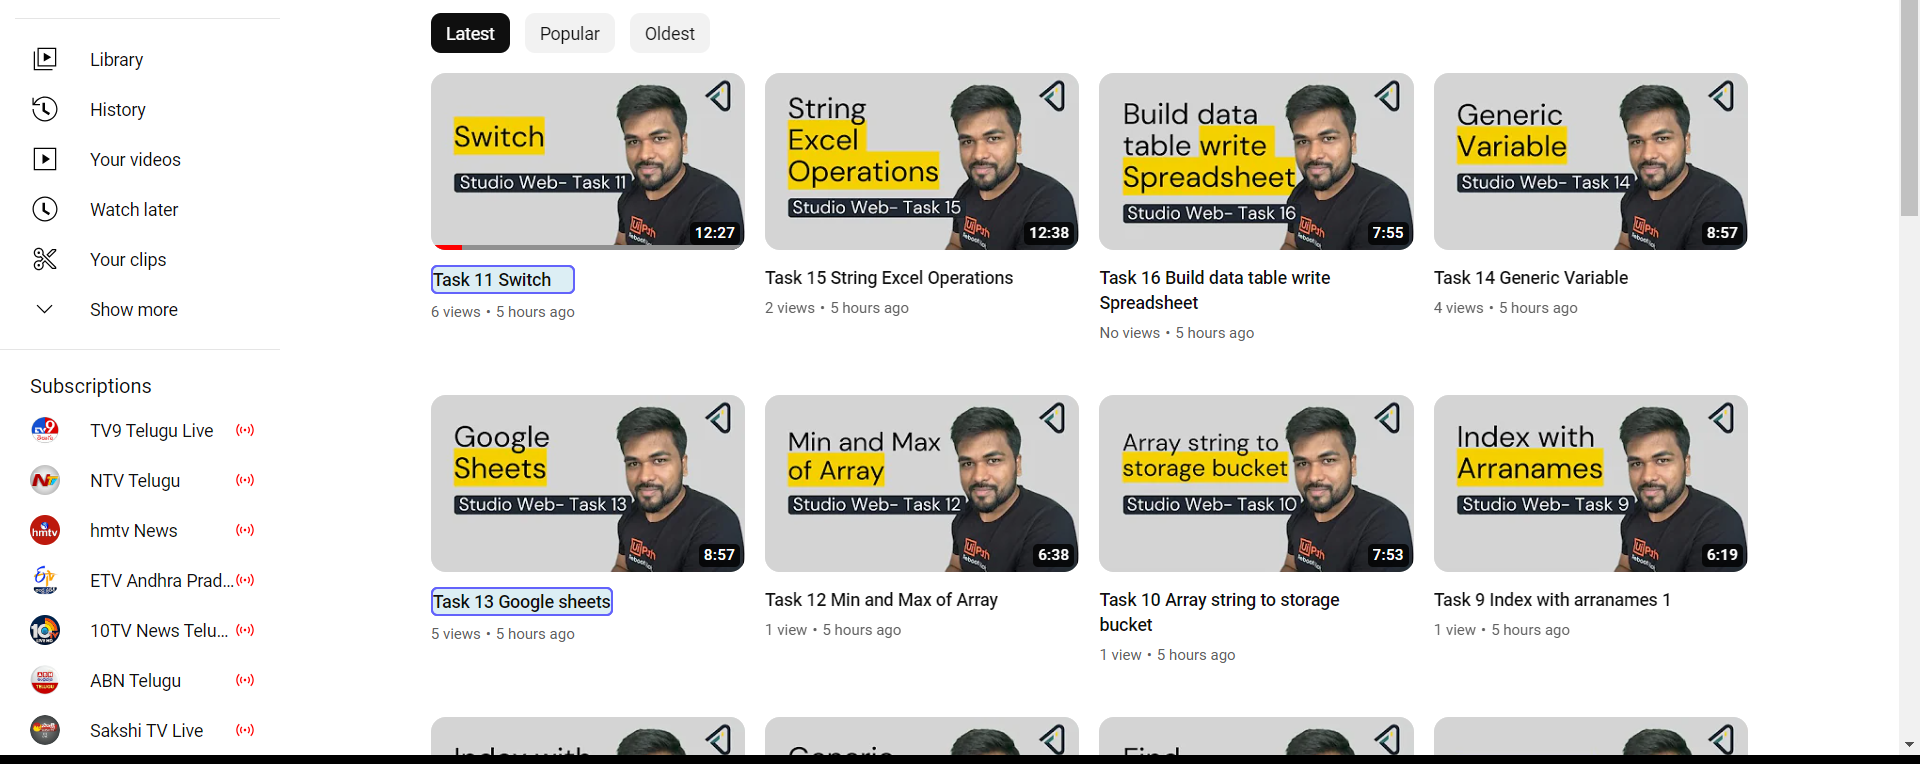 Latest
Popular
Oldest
Library
History
Your videos
Watch later
Your clips
Show more
Subscriptions
TV9 Telugu Live
NTV Telugu
hmtv News
ETV Andhra Prad...
10TV News Telu...
ABN Telugu
Sakshi TV Live
Switch
Studio Web- Task 11
12:27
Task 11 Switch
6 views • 5 hours ago
String
Excel
Operations
Studio Web- Task 15
12:38
Task 15 String Excel Operations
2 views • 5 hours ago
Build data
table write
Spreadsheet
Studio Web- Task 16
7:55
Task 16 Build data table write
Spreadsheet
No views • 5 hours ago
Generic
Variable
Studio Web- Task 14
8:57
Task 14 Generic Variable
4 views • 5 hours ago
Google
Sheets
Studio Web- Task 13
8:57
Task 13 Google sheets
5 views • 5 hours ago
Min and Max
of Array
Studio Web- Task 12
6:38
Task 12 Min and Max of Array
1 view • 5 hours ago
Array string to
storage bucket
Studio Web- Task 10
7:53
Task 10 Array string to storage
bucket
1 view • 5 hours ago
Index with
Arranames
Studio Web- Task 9
6:19
Task 9 Index with arranames 1
1 view • 5 hours ago
Index with
Generic
Find